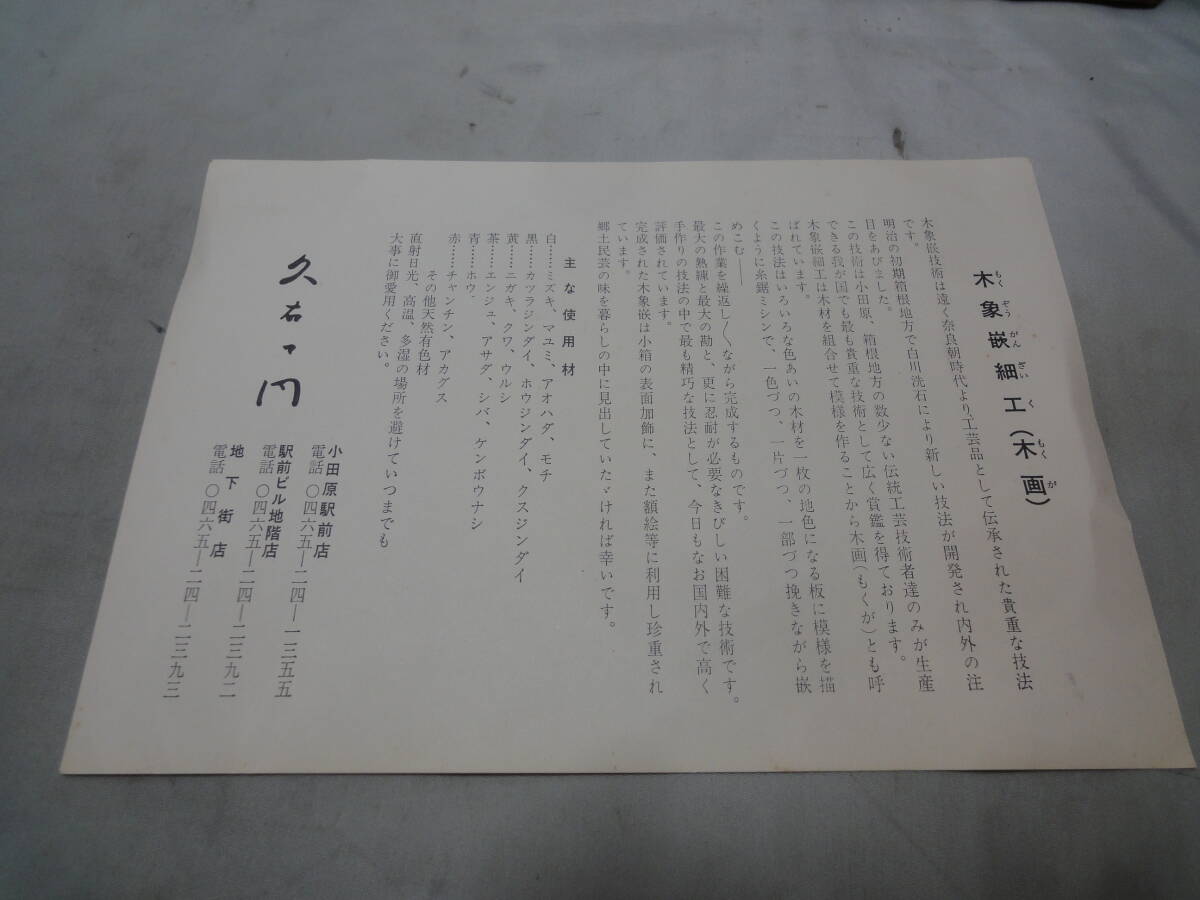 木象嵌細工（木画）
もくぞうがんざいく　もくが
木象嵌技術は遠く奈良朝時代より工芸品として伝承された貴重な技法
です。
明治の初期箱根地方で白川洗石により新しい技法が開発され内外の注
目をあびました。
この技術は小田原、箱根地方の数少ない伝統工芸技術者達のみが生産
できる我が国でも最も貴重な技術として広く賞鑑を得ております。
木象嵌細工は木材を組合せて模様を作ることから木画（もくが）とも呼
ばれています。
この技法はいろいろな色あいの木材を一枚の地色になる板に模様を描
くように糸鋸ミシンで、一色づつ、一片づつ、一部づつ挽きながら嵌
めこむ――
この作業を繰返し〳〵ながら完成するものです。
最大の熟練と最大の勘と、更に忍耐が必要なきびしい困難な技術です。
手作りの技法の中で最も精巧な技法として、今日もなお国内外で高く
評価されています。
完成された木象嵌は小箱の表面加飾に、また額絵等に利用し珍重され
ています。
郷土民芸の味を暮らしの中に見出していたゞければ幸いです。
主な使用材
白……ミズキ、マユミ、アオハダ、モチ
黒……カツラジンダイ、ホウジンダイ、クスジンダイ
黄……ニガキ、クワ、ウルシ
茶……エンジュ、アサダ、シバ、ケンボウナシ
青……ホウ、
赤……チャンチン、アカグス
その他天然有色材
直射日光、高温、多湿の場所を避けていつまでも
大事に御愛用ください。
久右ヱ門
小田原駅前店
電話〇四六五―二四―一三五五
駅前ビル地階店
電話〇四六五―二四―二三九二
地下街店
電話〇四六五―二四―二三九三